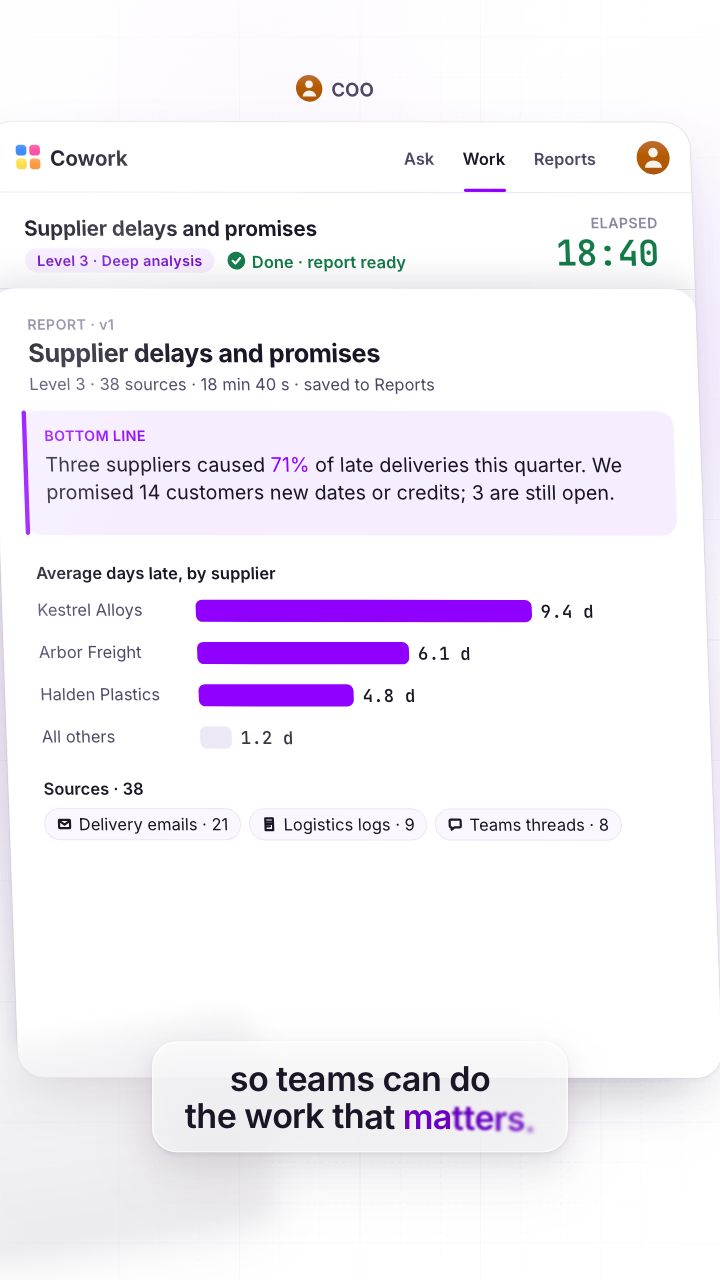 COO
Cowork
Ask Work Reports
Supplier delays and promises
ELAPSED
Level 3 · Deep analysis
Done · report ready
18:40
REPORT · v1
Supplier delays and promises
Level 3 · 38 sources · 18 min 40 s · saved to Reports
BOTTOM LINE
Three suppliers caused 71% of late deliveries this quarter. We
promised 14 customers new dates or credits; 3 are still open.
Average days late, by supplier
Kestrel Alloys 9.4 d
Arbor Freight 6.1 d
Halden Plastics 4.8 d
All others 1.2 d
Sources · 38
Delivery emails · 21 Logistics logs · 9 Teams threads · 8
so teams can do
the work that matters.